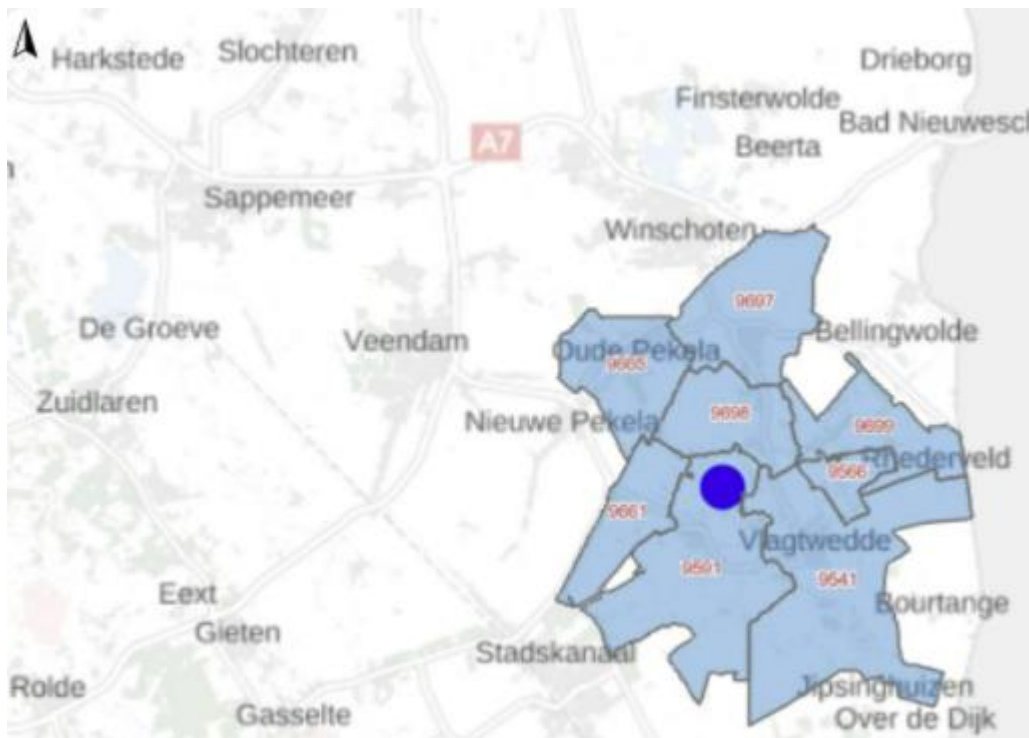 Slochteren
Harkstede
Drieborg
Finsterwolde
Bad Nieuwesch
A7
Beerta
Sappemeer
Winschoten
9697
De Groeve
Veendam
Bellingwolde
Oude Pekela
9665
Zuidlaren
Nieuwe Pekela
9698
9699
Rhederveld
9566
9661
Vlagtwedde
9591
9541
Eext
Bourtange
Gieten
Stadskanaal
Rolde
Jipsinghuizen
Gasselte
Over de Dijk